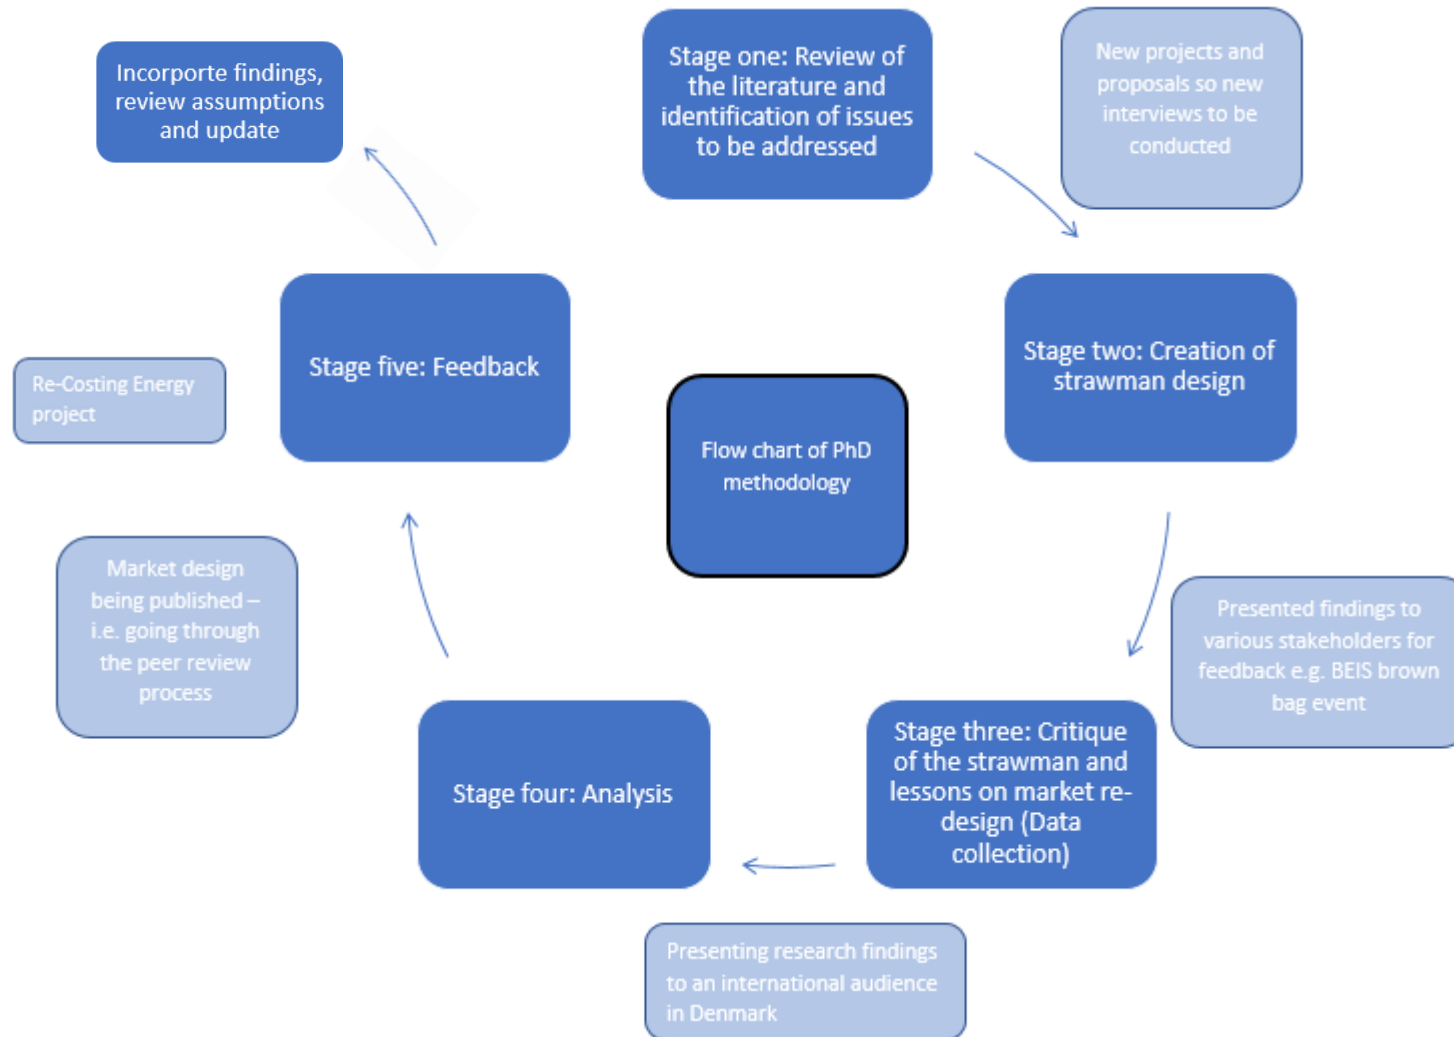 Incorporte findings,
review assumptions
and update
Stage one: Review of
the literature and
identification of issues
to be addressed
New projects and
proposals so new
interviews to be
conducted
Stage two: Creation of
strawman design
Presented findings to
various stakeholders for
feedback e.g. BEIS brown
bag event
Stage three: Critique
of the strawman and
lessons on market re-
design (Data
collection)
Presenting research findings
to an international audience
in Denmark
Stage four: Analysis
Market design
being published –
i.e. going through
the peer review
process
Stage five: Feedback
Re-Costing Energy
project
Flow chart of PhD
methodology